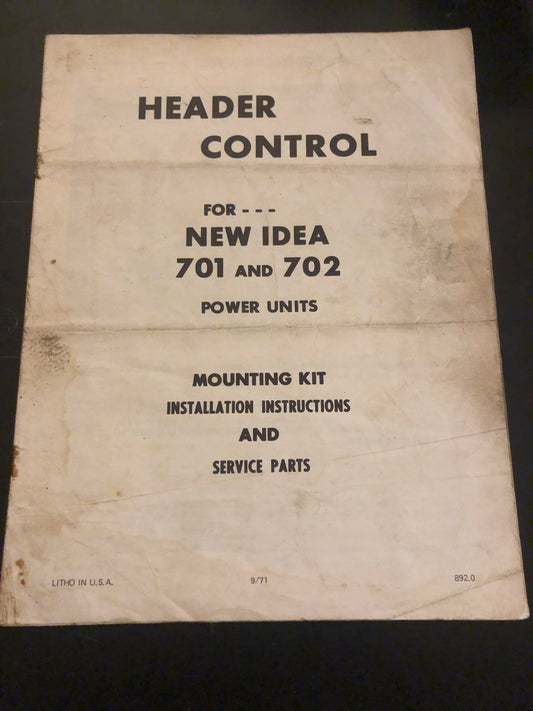 HEADER
CONTROL
FOR - - -
NEW IDEA
701 AND 702
POWER UNITS
MOUNTING KIT
INSTALLATION INSTRUCTIONS
AND
SERVICE PARTS
LITHO IN U.S.A. 9/71 892.0